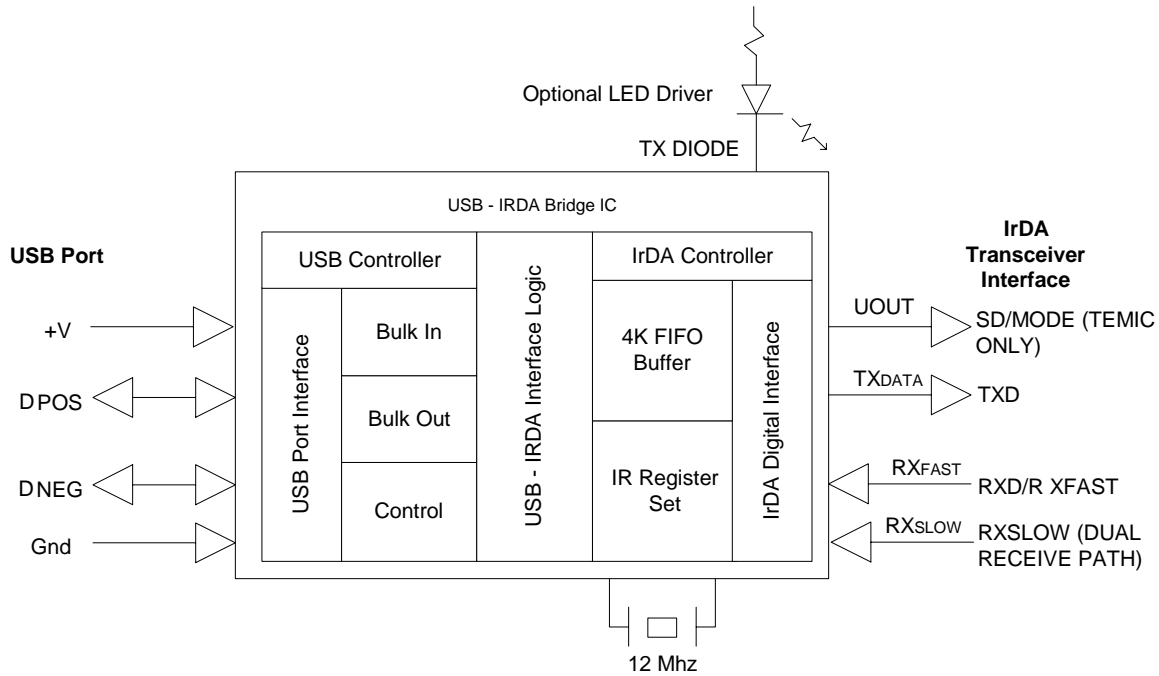 Optional LED Driver
TX DIODE
USB - IRDA Bridge IC
USB Port
+V
DPOS
DNEG
Gnd
USB Controller
USB Port Interface
Bulk In
Bulk Out
Control
USB - IRDA Interface Logic
IrDA Controller
4K FIFO
Buffer
IR Register
Set
IrDA Digital Interface
IrDA
Transceiver
Interface
UOUT
SD/MODE (TEMIC
ONLY)
TXDATA
TXD
RXFAST
RXD/R XFAST
RXSLOW
RXSLOW (DUAL
RECEIVE PATH)
12 Mhz